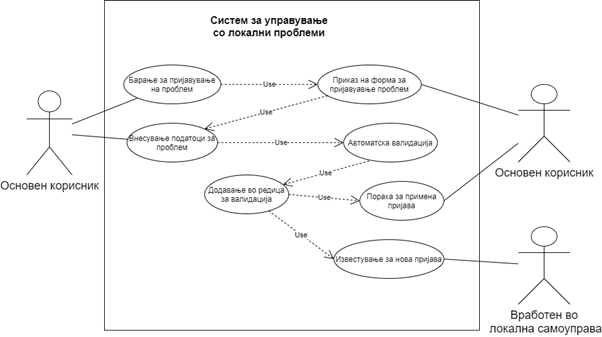 Систем за управување
со локални проблеми
Барање за пријавување
на проблем
Use
Приказ на форма за
пријавуавње проблем
Use
Внесување податоци за
проблем
Use
Автоматска валидација
Основен корисник
Основен корисник
Use
Додавање во редица
за валидација
Use
Порака за примена
пријава
Use
Известување за нова пријава
Вработен во
локална самоуправа